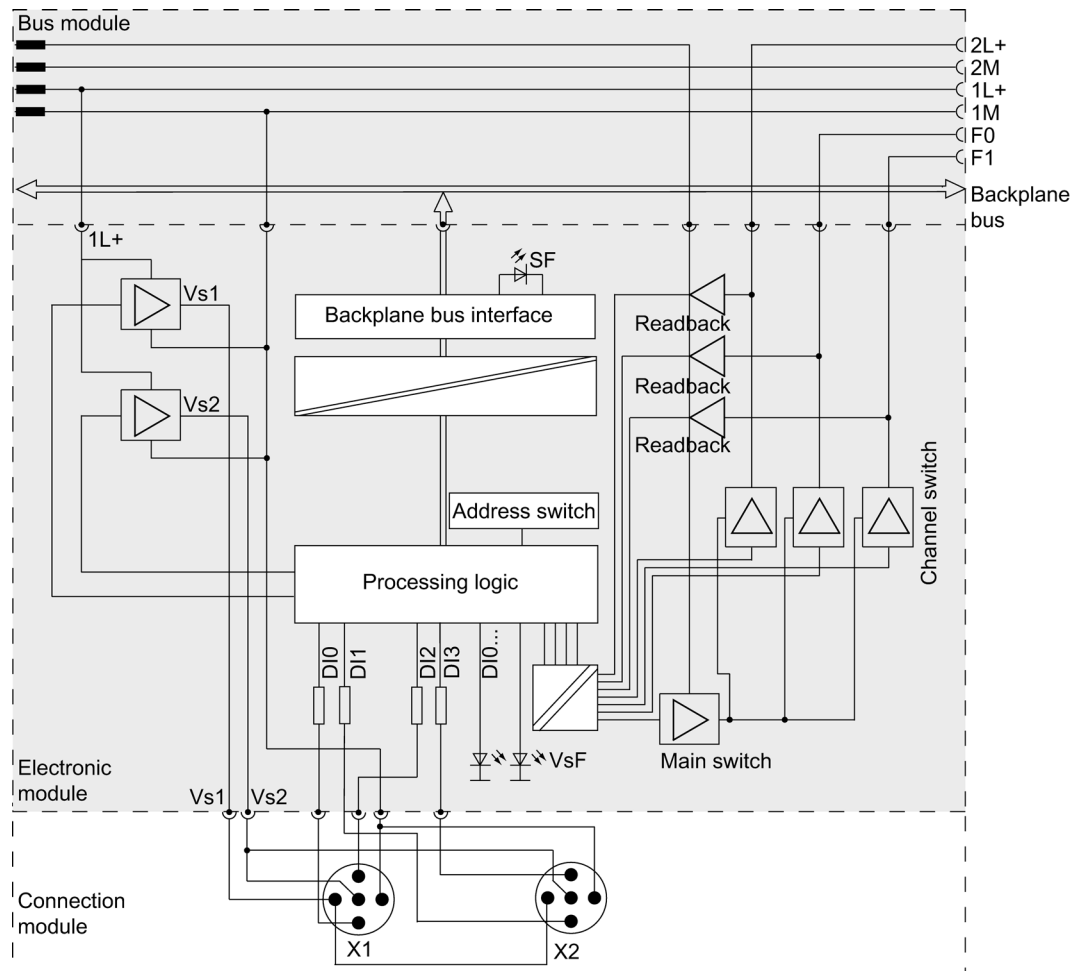 Bus module
2L+
2M
1L+
1M
F0
F1
Backplane
bus
1L+
SF
Vs1
Backplane bus interface
Readback
Vs2
Readback
Readback
Channel switch
Address switch
Processing logic
DI0
DI1
DI2
DI3
DI0...
VsF
Main switch
Electronic
module
Vs1
Vs2
Connection
module
X1
X2